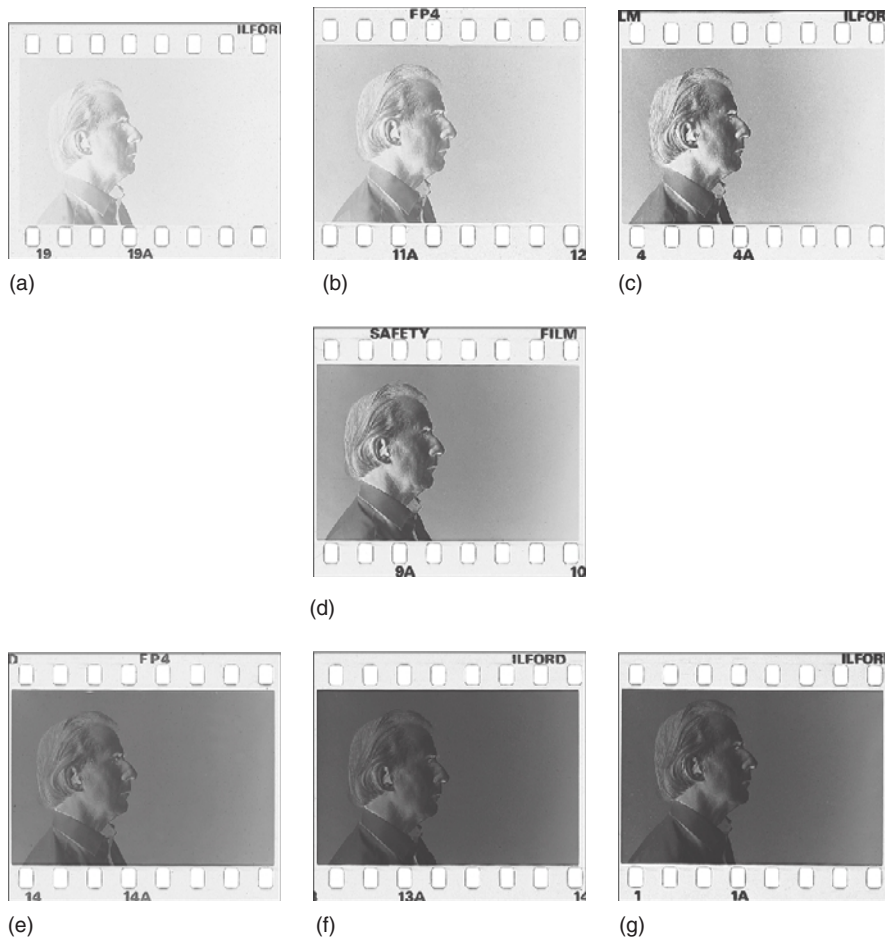 ILFOR
19 19A
(a)
FP4
11A 12
(b)
LM ILFOR
4 4A
(c)
SAFETY FILM
9A 10
(d)
D FP4
14 14A
(e)
ILFORD
13A 14
(f)
ILFOR
1 1A
(g)